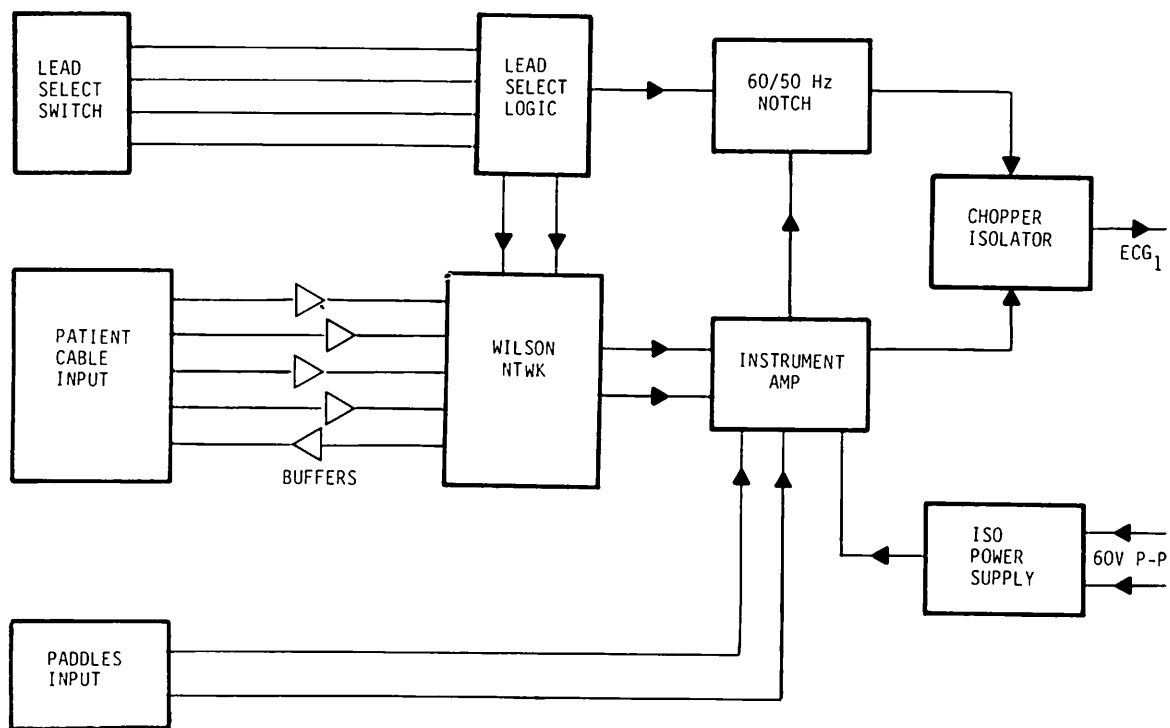 LEAD
SELECT
SWITCH
LEAD
SELECT
LOGIC
60/50 Hz
NOTCH
CHOPPER
ISOLATOR
ECG1
PATIENT
CABLE
INPUT
BUFFERS
WILSON
NTWK
INSTRUMENT
AMP
ISO
POWER
SUPPLY
60V P-P
PADDLES
INPUT